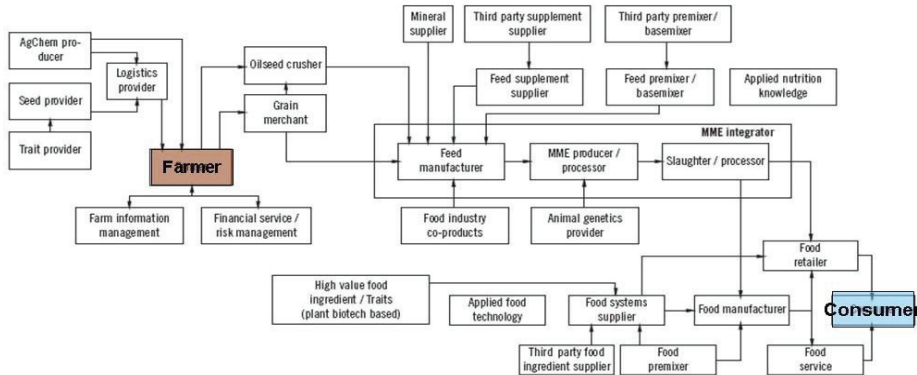 Mineral
supplier
Third party supplement
supplier
Third party premixer/
basemixer
AgChem pro-
ducer
Logistics
provider
Oilseed crusher
Feed supplement
supplier
Feed premixer /
basemixer
Applied nutrition
knowledge
Seed provider
Grain
merchant
MME integrator
Trait provider
Farmer
Feed
manufacturer
MME producer /
processor
Slaughter / processor
Farm information
management
Financial service /
risk management
Food industry
co-products
Animal genetics
provider
Food
retailer
High value food
ingredient / Traits
(plant biotech based)
Applied food
technology
Food systems
supplier
Food manufacturer
Consumer
Third party food
ingredient supplier
Food
premixer
Food
service